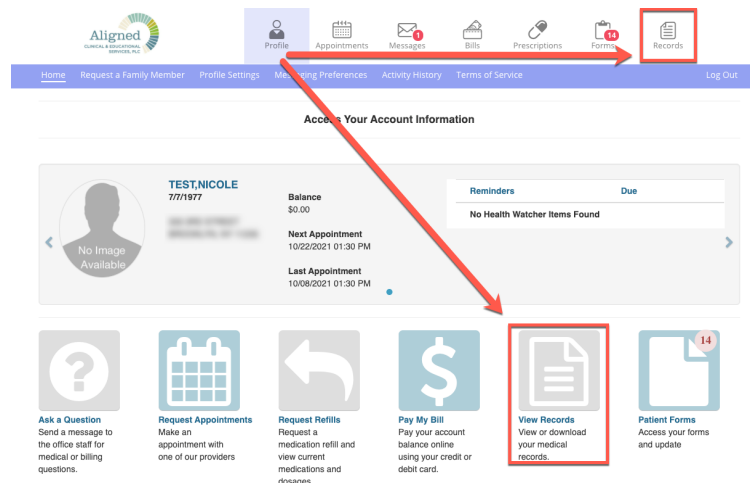 Aligned
CLINICAL & EDUCATIONAL
SERVICES, PLC
Profile
Appointments
1
Messages
Bills
Prescriptions
14
Forms
Records
Home Request a Family Member Profile Settings Messaging Preferences Activity History Terms of Service Log Out
Access Your Account Information
No Image
Available
TEST,NICOLE
7/7/1977
Balance
$0.00
Next Appointment
10/22/2021 01:30 PM
Last Appointment
10/08/2021 01:30 PM
Reminders Due
No Health Watcher Items Found
?
Ask a Question
Send a message to
the office staff for
medical or billing
questions.
Request Appointments
Make an
appointment with
one of our providers
Request Refills
Request a
medication refill and
view current
medications and
dosages
$
Pay My Bill
Pay your account
balance online
using your credit or
debit card.
View Records
View or download
your medical
records.
14
Patient Forms
Access your forms
and update